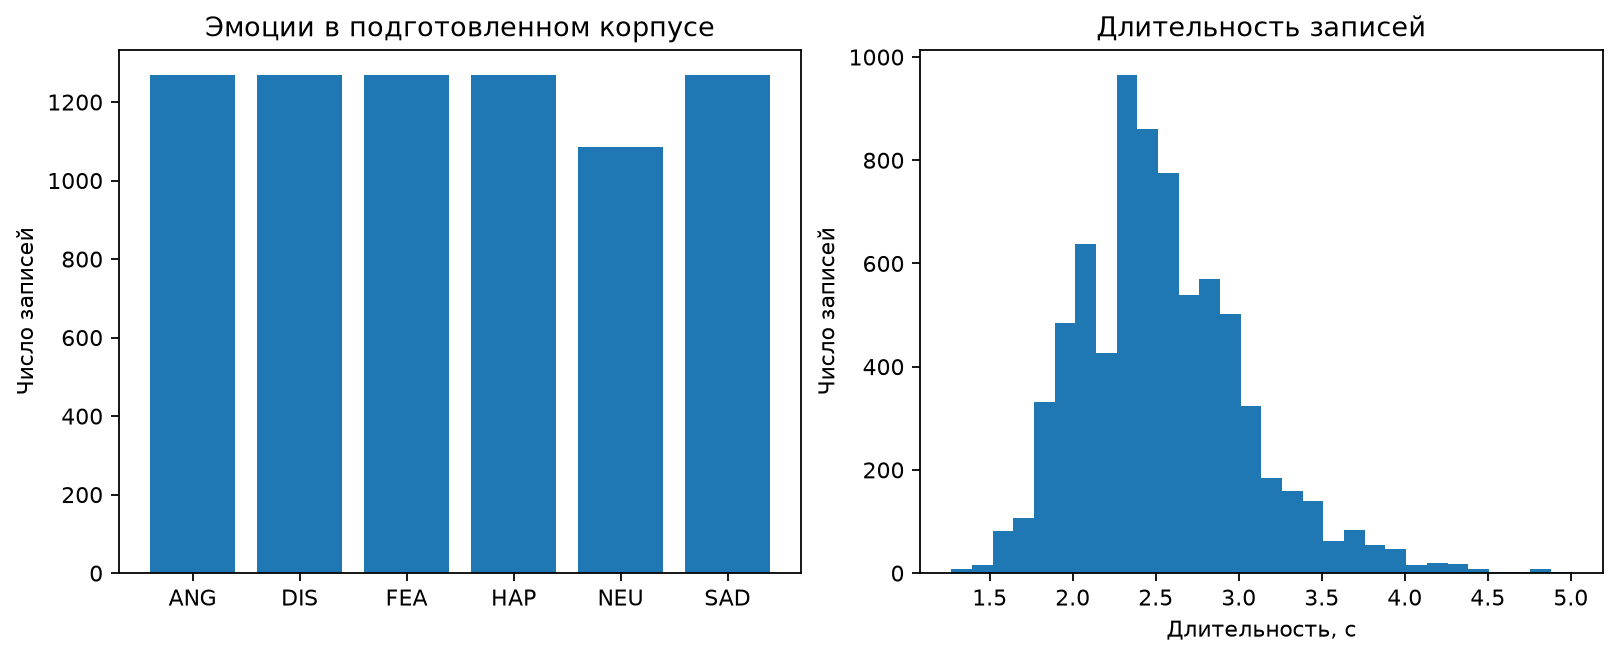 Эмоции в подготовленном корпусе
Число записей
0
200
400
600
800
1000
1200
ANG DIS FEA HAP NEU SAD
Длительность записей
Число записей
0
200
400
600
800
1000
1.5 2.0 2.5 3.0 3.5 4.0 4.5 5.0
Длительность, с